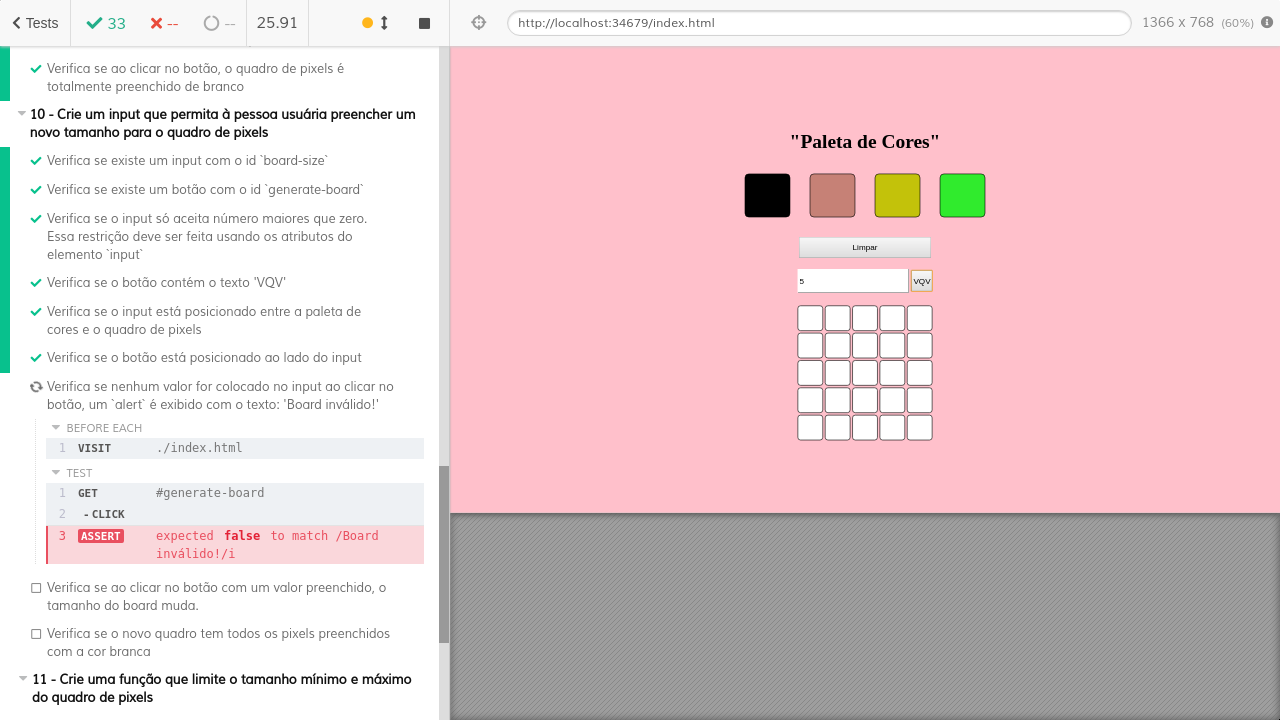 Tests 33 -- -- 25.91
http://localhost:34679/index.html 1366 x 768 (60%)
Verifica se ao clicar no botão, o quadro de pixels é
totalmente preenchido de branco
10 - Crie um input que permita à pessoa usuária preencher um
novo tamanho para o quadro de pixels
Verifica se existe um input com o id `board-size`
Verifica se existe um botão com o id `generate-board`
Verifica se o input só aceita número maiores que zero.
Essa restrição deve ser feita usando os atributos do
elemento `input`
Verifica se o botão contém o texto 'VQV'
Verifica se o input está posicionado entre a paleta de
cores e o quadro de pixels
Verifica se o botão está posicionado ao lado do input
Verifica se nenhum valor for colocado no input ao clicar no
botão, um `alert` é exibido com o texto: 'Board inválido!'
BEFORE EACH
1 VISIT ./index.html
TEST
1 GET #generate-board
2 - CLICK
3 ASSERT expected false to match /Board
inválido!/i
Verifica se ao clicar no botão com um valor preenchido, o
tamanho do board muda.
Verifica se o novo quadro tem todos os pixels preenchidos
com a cor branca
11 - Crie uma função que limite o tamanho mínimo e máximo
do quadro de pixels
"Paleta de Cores"
Limpar
5 VQV